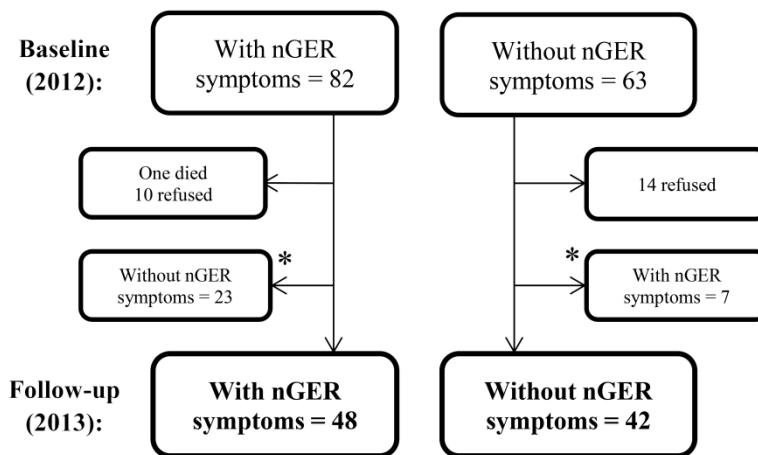 Baseline
(2012):
With nGER
symptoms = 82
Without nGER
symptoms = 63
One died
10 refused
14 refused
*
Without nGER
symptoms = 23
*
With nGER
symptoms = 7
Follow-up
(2013):
With nGER
symptoms = 48
Without nGER
symptoms = 42